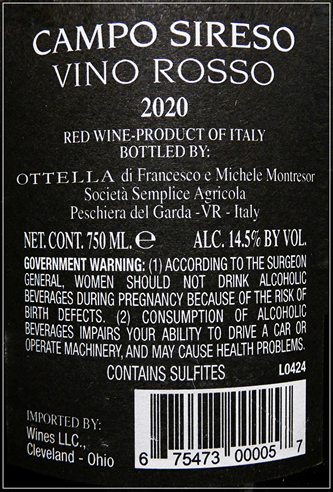 CAMPO SIRESO
VINO ROSSO
2020
RED WINE-PRODUCT OF ITALY
BOTTLED BY:
OTTELLA di Francesco e Michele Montresor
Società Semplice Agricola
Peschiera del Garda -VR - Italy
NET. CONT. 750 ML. ℮ ALC. 14.5% BY VOL.
GOVERNMENT WARNING: (1) ACCORDING TO THE SURGEON
GENERAL, WOMEN SHOULD NOT DRINK ALCOHOLIC
BEVERAGES DURING PREGNANCY BECAUSE OF THE RISK OF
BIRTH DEFECTS. (2) CONSUMPTION OF ALCOHOLIC
BEVERAGES IMPAIRS YOUR ABILITY TO DRIVE A CAR OR
OPERATE MACHINERY, AND MAY CAUSE HEALTH PROBLEMS.
CONTAINS SULFITES L0424
IMPORTED BY:
Wines LLC.,
Cleveland - Ohio
6 75473 00005 7